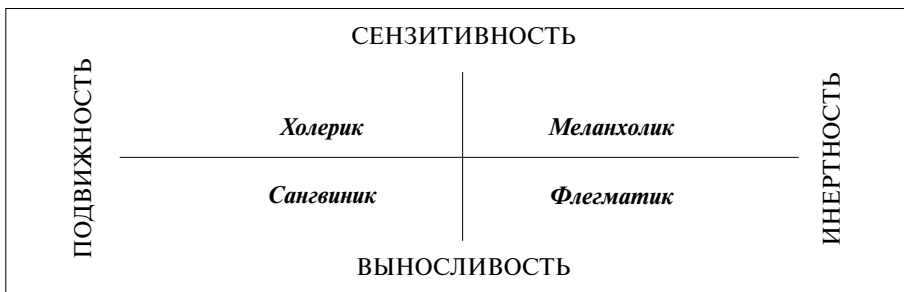 СЕНЗИТИВНОСТЬ
ПОДВИЖНОСТЬ
Холерик
Меланхолик
ИНЕРТНОСТЬ
Сангвиник
Флегматик
ВЫНОСЛИВОСТЬ